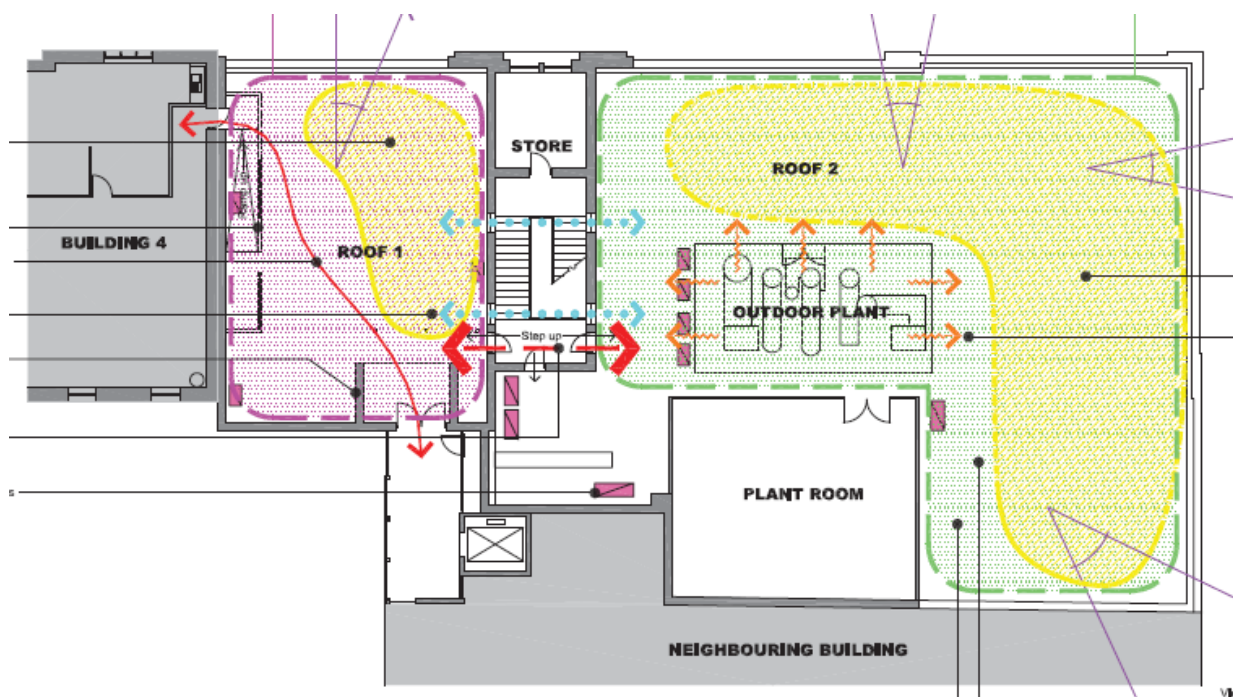 STORE
ROOF 2
BUILDING 4
ROOF 1
OUTDOOR PLANT
Step up
PLANT ROOM
s
NEIGHBOURING BUILDING